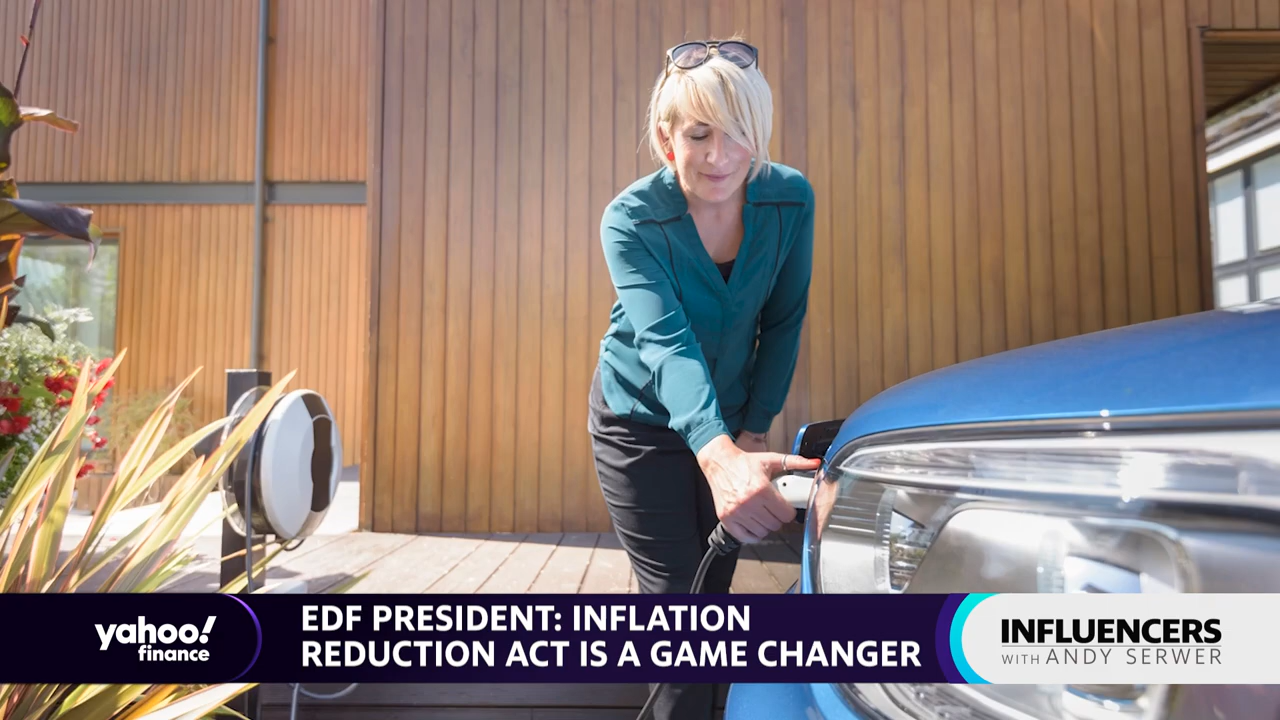 yahoo!
finance
EDF PRESIDENT: INFLATION
REDUCTION ACT IS A GAME CHANGER
INFLUENCERS
WITH ANDY SERWER